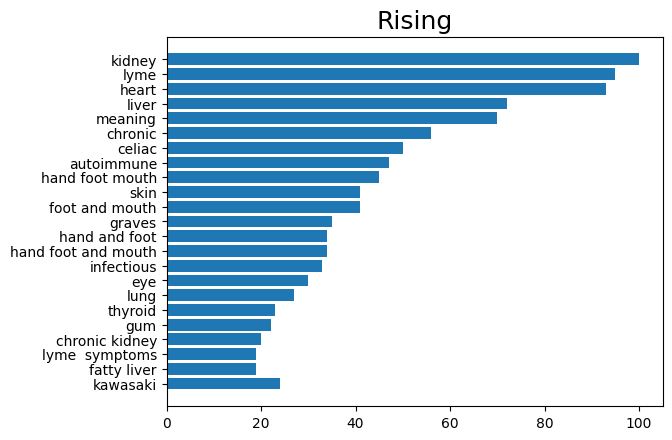 Rising
kidney
lyme
heart
liver
meaning
chronic
celiac
autoimmune
hand foot mouth
skin
foot and mouth
graves
hand and foot
hand foot and mouth
infectious
eye
lung
thyroid
gum
chronic kidney
lyme  symptoms
fatty liver
kawasaki
0 20 40 60 80 100